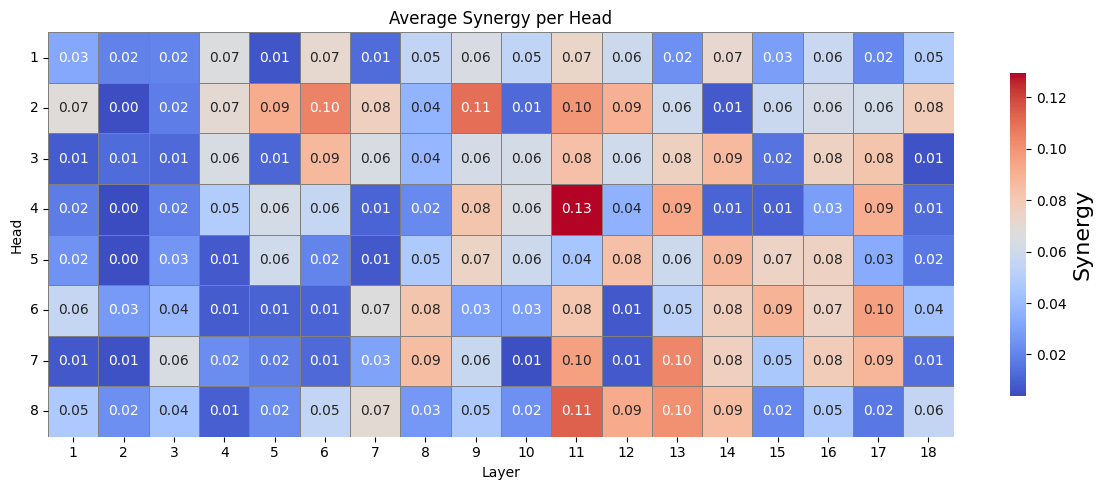 Average Synergy per Head
1 0.03 0.02 0.02 0.07 0.01 0.07 0.01 0.05 0.06 0.05 0.07 0.06 0.02 0.07 0.03 0.06 0.02 0.05
2 0.07 0.00 0.02 0.07 0.09 0.10 0.08 0.04 0.11 0.01 0.10 0.09 0.06 0.01 0.06 0.06 0.06 0.08
3 0.01 0.01 0.01 0.06 0.01 0.09 0.06 0.04 0.06 0.06 0.08 0.06 0.08 0.09 0.02 0.08 0.08 0.01
4 0.02 0.00 0.02 0.05 0.06 0.06 0.01 0.02 0.08 0.06 0.13 0.04 0.09 0.01 0.01 0.03 0.09 0.01
5 0.02 0.00 0.03 0.01 0.06 0.02 0.01 0.05 0.07 0.06 0.04 0.08 0.06 0.09 0.07 0.08 0.03 0.02
6 0.06 0.03 0.04 0.01 0.01 0.01 0.07 0.08 0.03 0.03 0.08 0.01 0.05 0.08 0.09 0.07 0.10 0.04
7 0.01 0.01 0.06 0.02 0.02 0.01 0.03 0.09 0.06 0.01 0.10 0.01 0.10 0.08 0.05 0.08 0.09 0.01
8 0.05 0.02 0.04 0.01 0.02 0.05 0.07 0.03 0.05 0.02 0.11 0.09 0.10 0.09 0.02 0.05 0.02 0.06
1 2 3 4 5 6 7 8 9 10 11 12 13 14 15 16 17 18
Layer
Head
0.12
0.10
0.08
0.06
0.04
0.02
Synergy